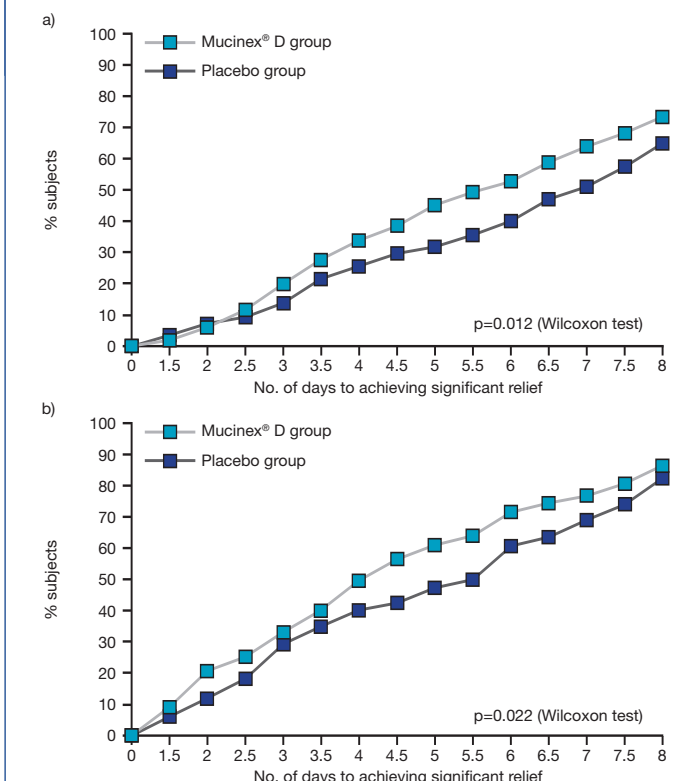 a)
100
90
80
70
60
50
40
30
20
10
0
% subjects
Mucinex® D group
Placebo group
p=0.012 (Wilcoxon test)
0 1.5 2 2.5 3 3.5 4 4.5 5 5.5 6 6.5 7 7.5 8
No. of days to achieving significant relief
b)
100
90
80
70
60
50
40
30
20
10
0
% subjects
Mucinex® D group
Placebo group
p=0.022 (Wilcoxon test)
0 1.5 2 2.5 3 3.5 4 4.5 5 5.5 6 6.5 7 7.5 8
No. of days to achieving significant relief